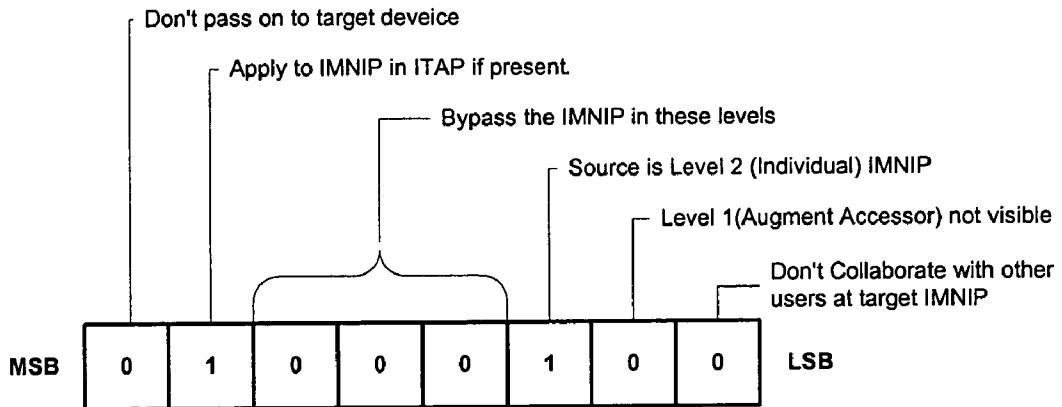 Don't pass on to target deveice
Apply to IMNIP in ITAP if present.
Bypass the IMNIP in these levels
Source is Level 2 (Individual) IMNIP
Level 1(Augment Accessor) not visible
Don't Collaborate with other
users at target IMNIP
MSB 0 1 0 0 0 1 0 0 LSB